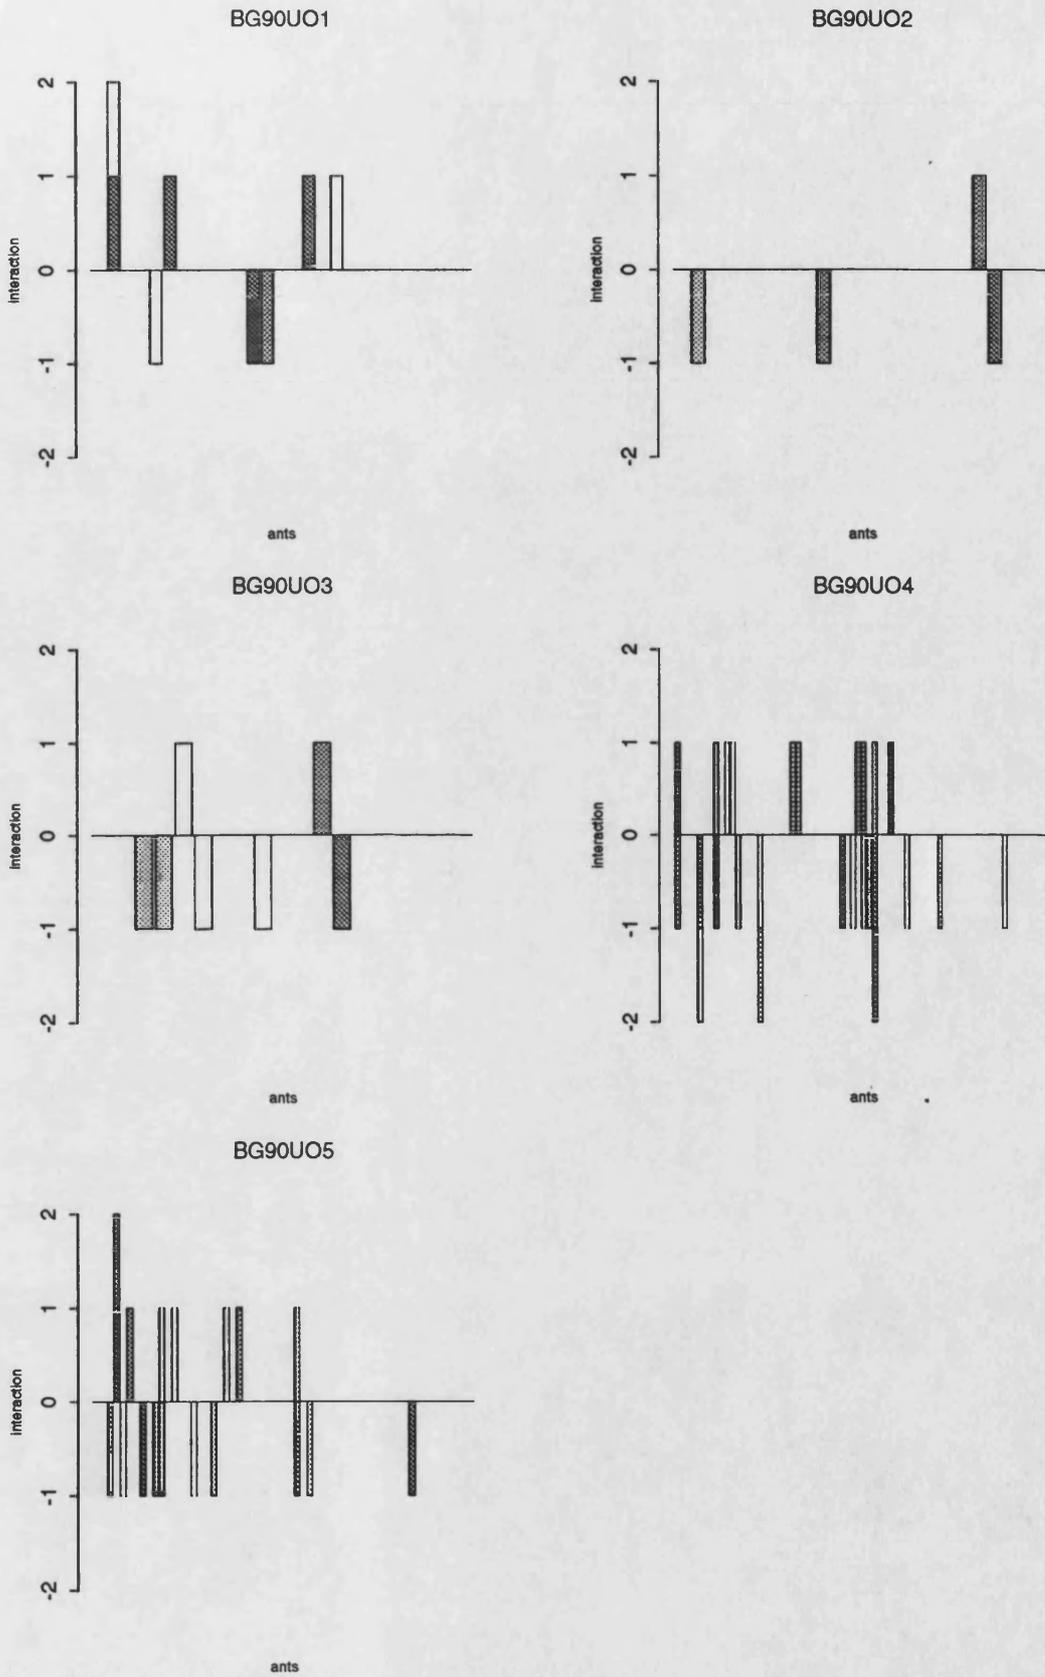 BG90UO1
BG90UO2
2
1
0
-1
-2
interaction
ants
2
1
0
-1
-2
interaction
ants
BG90UO3
BG90UO4
2
1
0
-1
-2
interaction
ants
2
1
0
-1
-2
interaction
ants
BG90UO5
2
1
0
-1
-2
interaction
ants